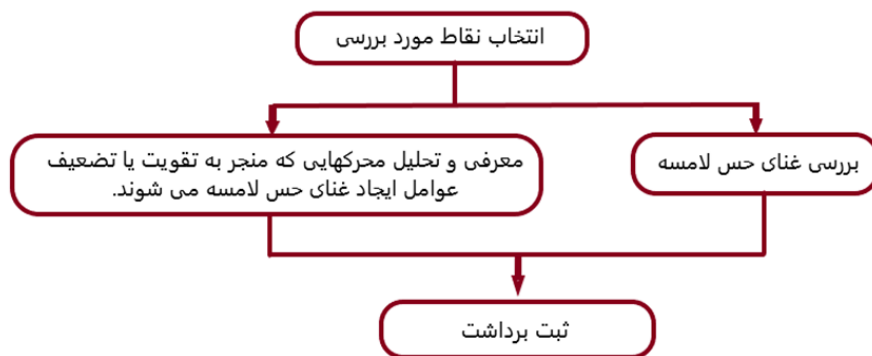 انتخاب نقاط مورد بررسی
بررسی غنای حس لامسه
معرفی و تحلیل محرکهایی که منجر به تقویت یا تضعیف
عوامل ایجاد غنای حس لامسه می شوند.
ثبت برداشت